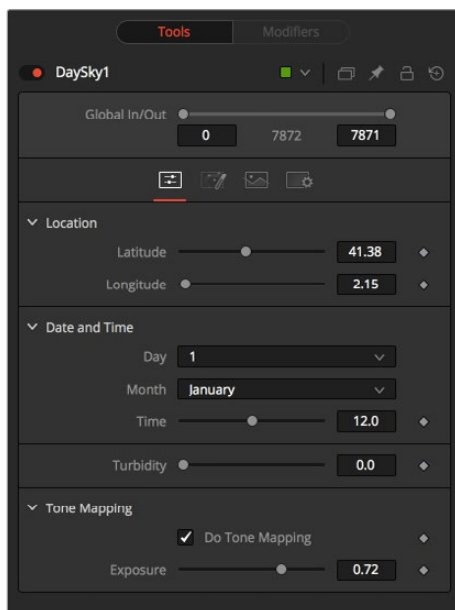 Tools Modifiers
DaySky1
Global In/Out
0 7872 7871
Location
Latitude 41.38
Longitude 2.15
Date and Time
Day 1
Month January
Time 12.0
Turbidity 0.0
Tone Mapping
Do Tone Mapping
Exposure 0.72